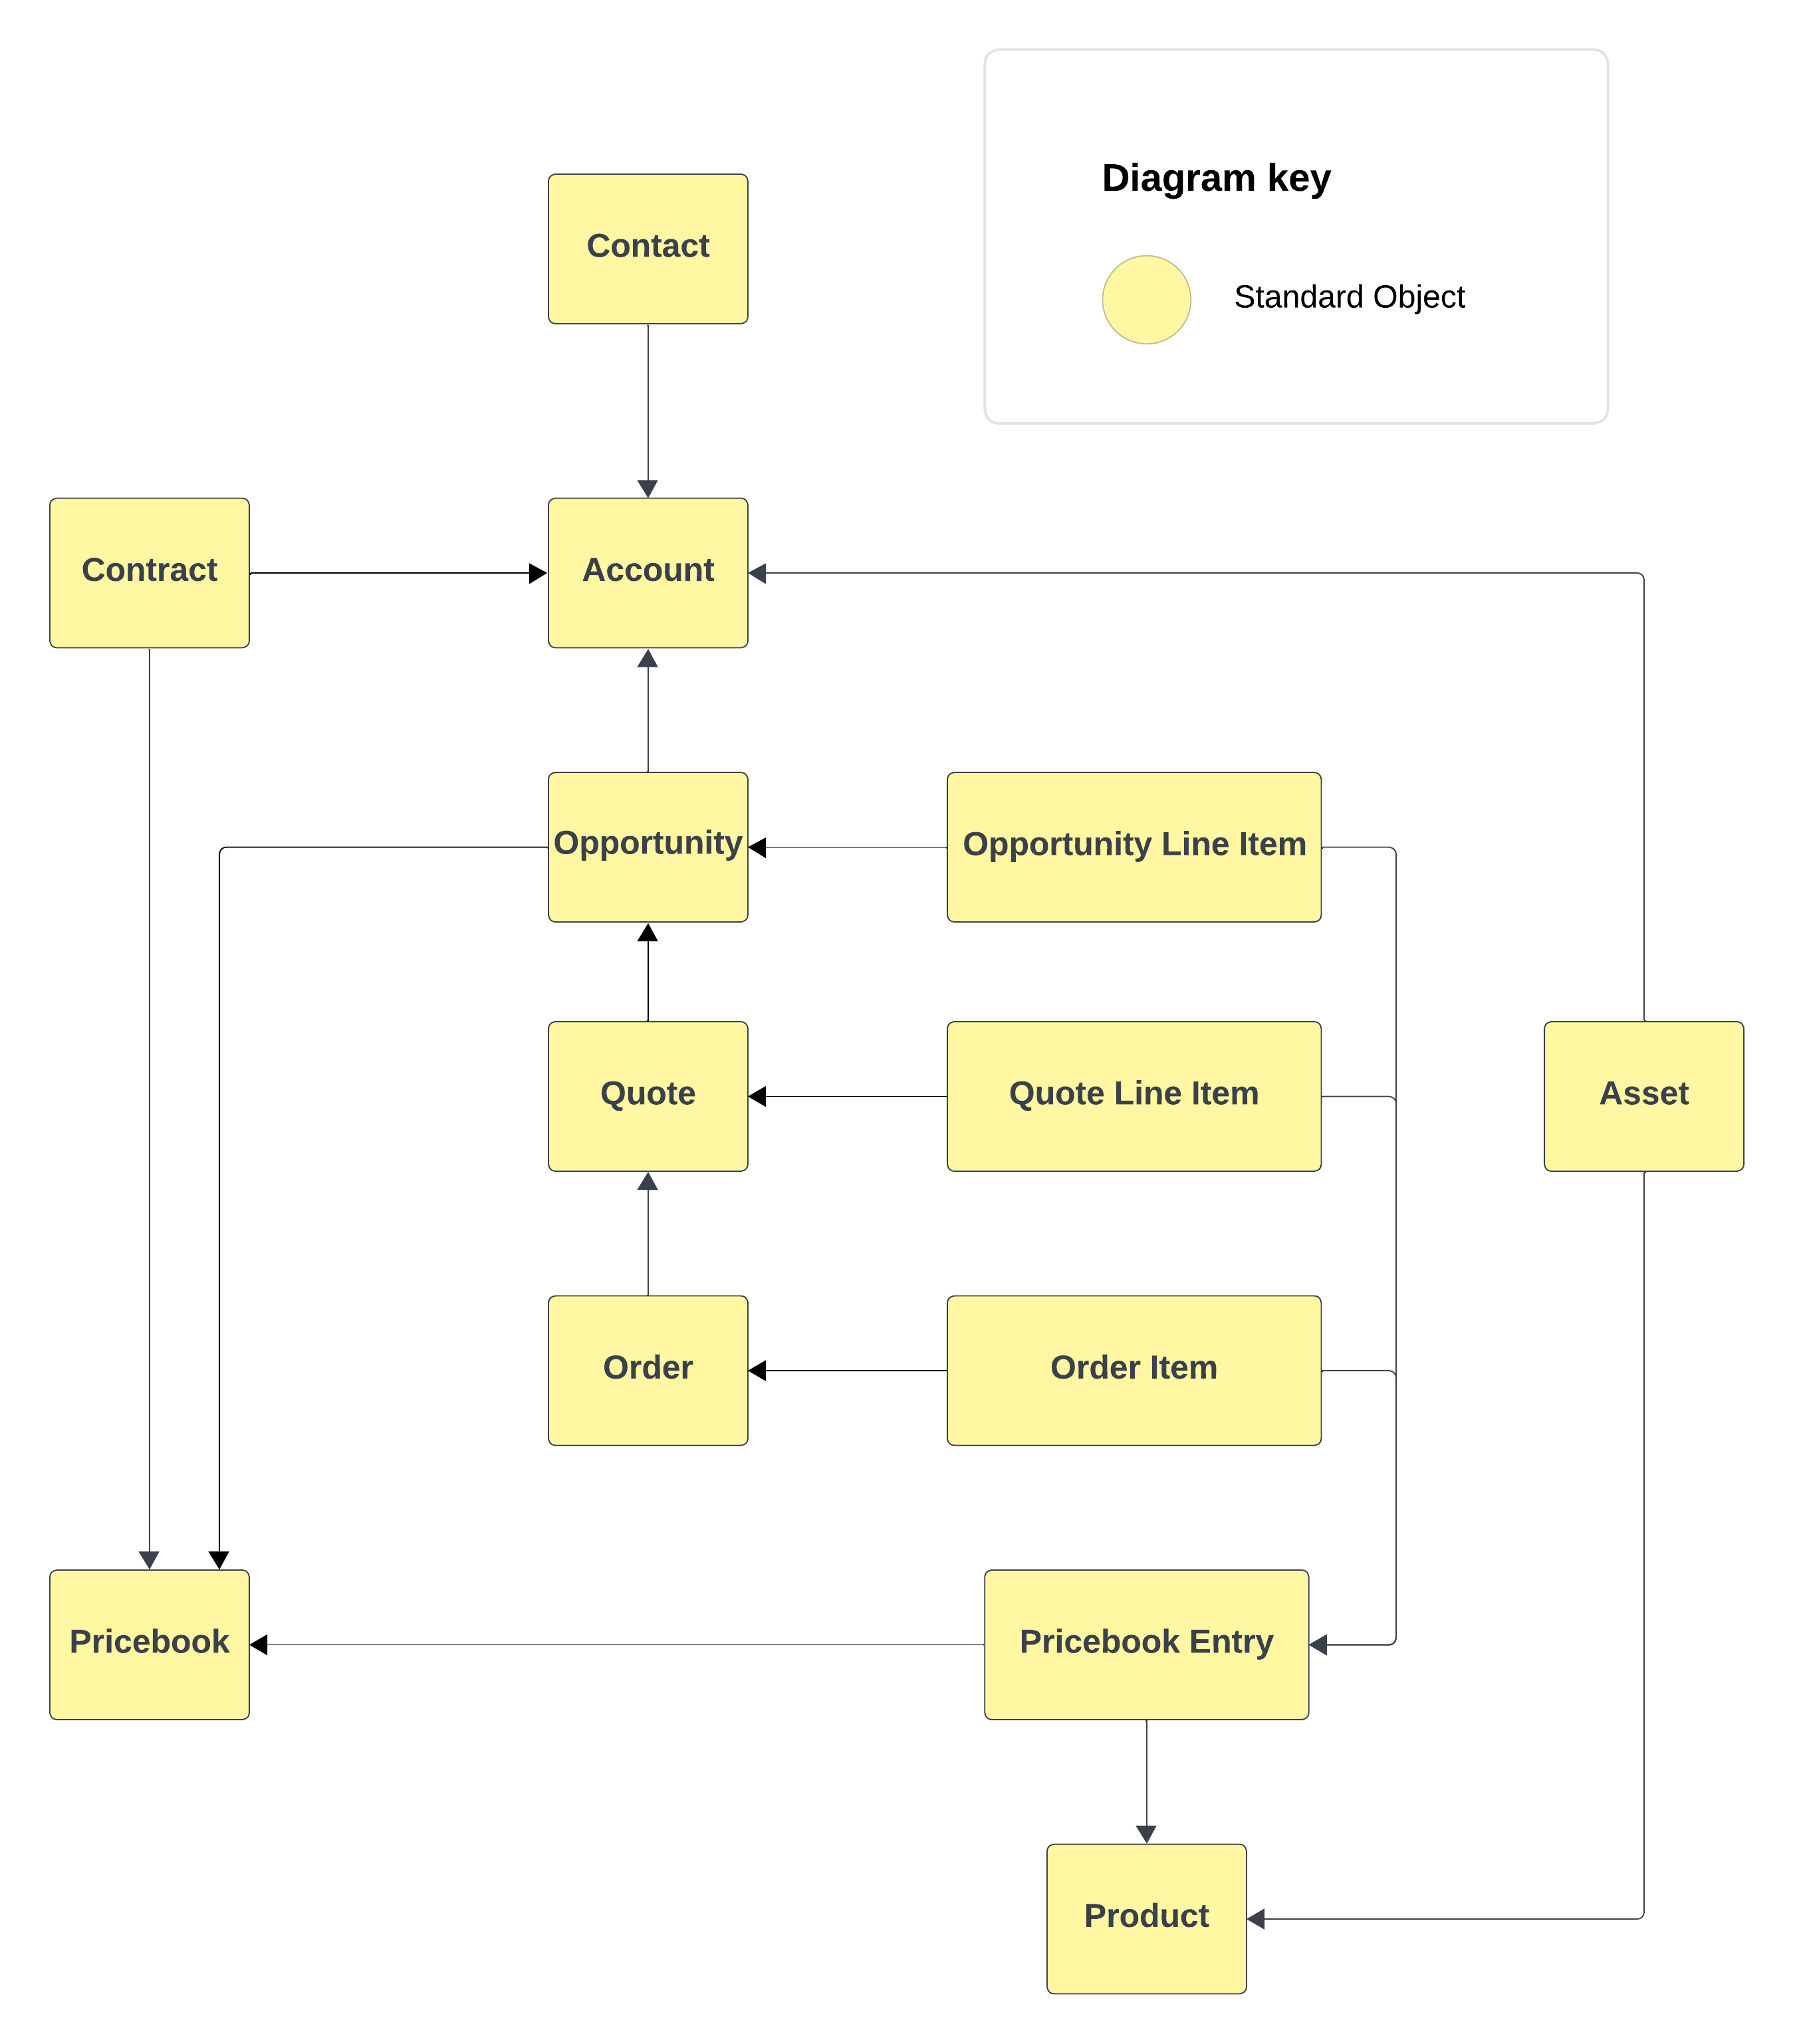 Diagram key
Standard Object
Contact
Contract
Account
Opportunity
Opportunity Line Item
Quote
Quote Line Item
Asset
Order
Order Item
Pricebook
Pricebook Entry
Product